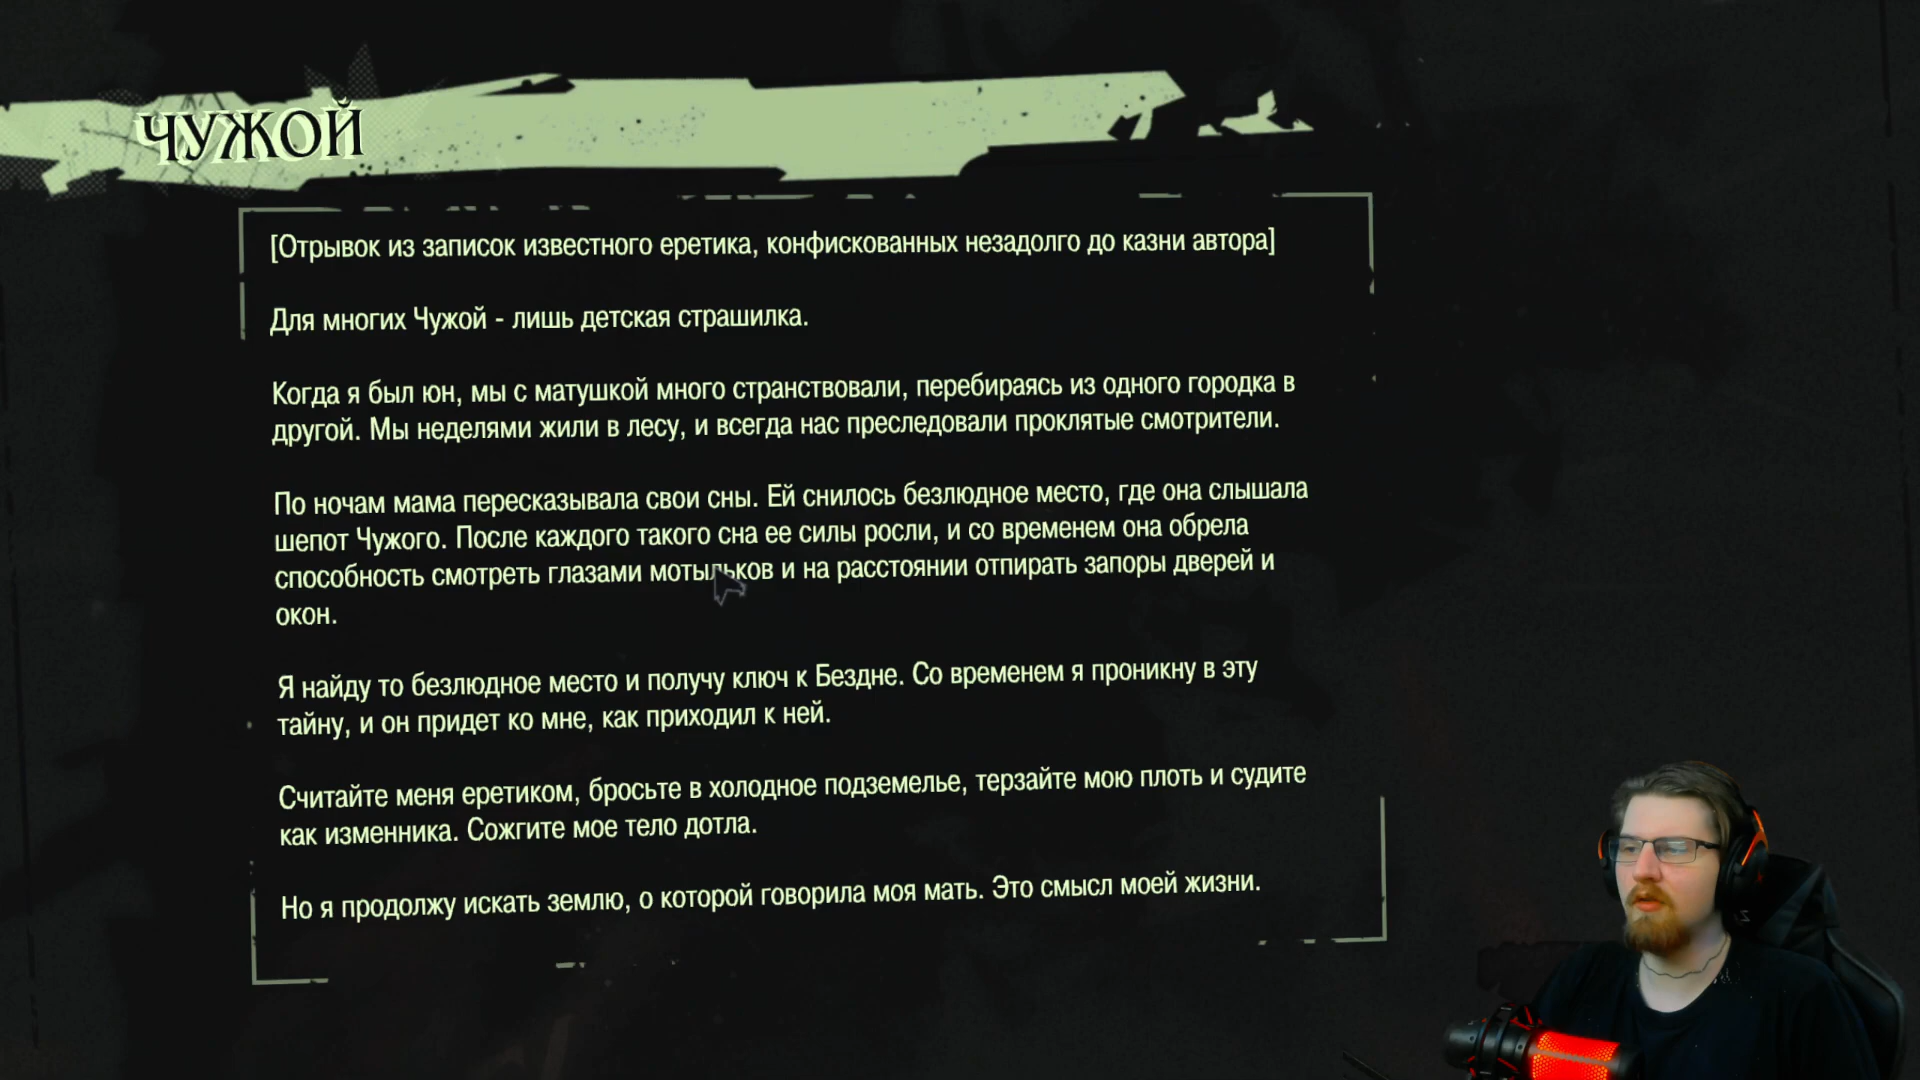 ЧУЖОЙ
[Отрывок из записок известного еретика, конфискованных незадолго до казни автора]
Для многих Чужой - лишь детская страшилка.
Когда я был юн, мы с матушкой много странствовали, перебираясь из одного городка в
другой. Мы неделями жили в лесу, и всегда нас преследовали проклятые смотрители.
По ночам мама пересказывала свои сны. Ей снилось безлюдное место, где она слышала
шепот Чужого. После каждого такого сна ее силы росли, и со временем она обрела
способность смотреть глазами мотыльков и на расстоянии отпирать запоры дверей и
окон.
Я найду то безлюдное место и получу ключ к Бездне. Со временем я проникну в эту
тайну, и он придет ко мне, как приходил к ней.
Считайте меня еретиком, бросьте в холодное подземелье, терзайте мою плоть и судите
как изменника. Сожгите мое тело дотла.
Но я продолжу искать землю, о которой говорила моя мать. Это смысл моей жизни.